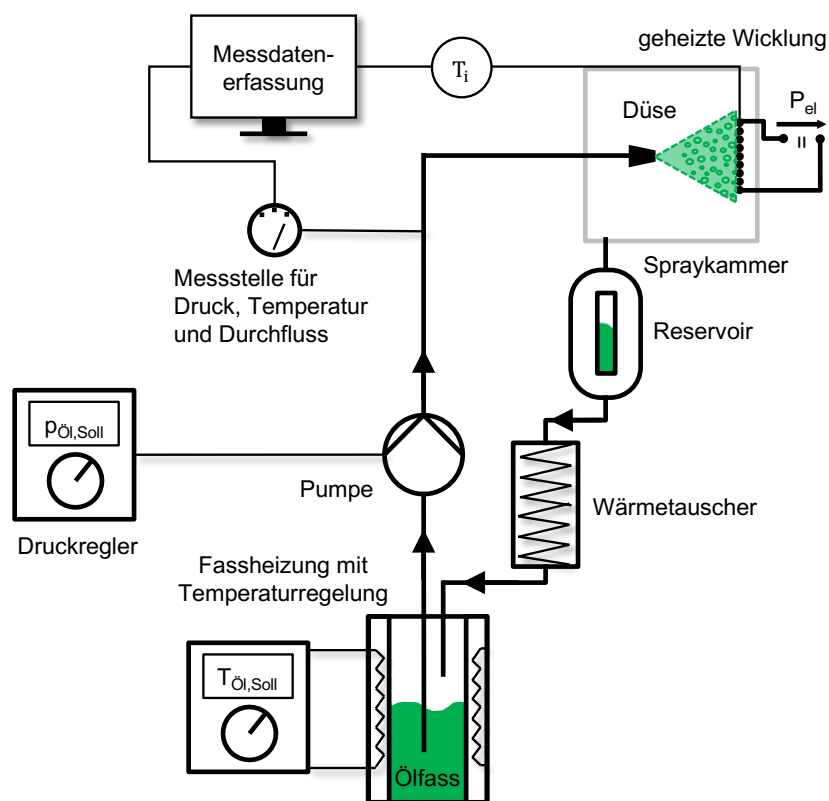 geheizte Wicklung
Messdaten-
erfassung
Ti
Düse
Pel
=
Messstelle für
Druck, Temperatur
und Durchfluss
Spraykammer
Reservoir
pÖl,Soll
Pumpe
Druckregler
Wärmetauscher
Fassheizung mit
Temperaturregelung
TÖl,Soll
Ölfass